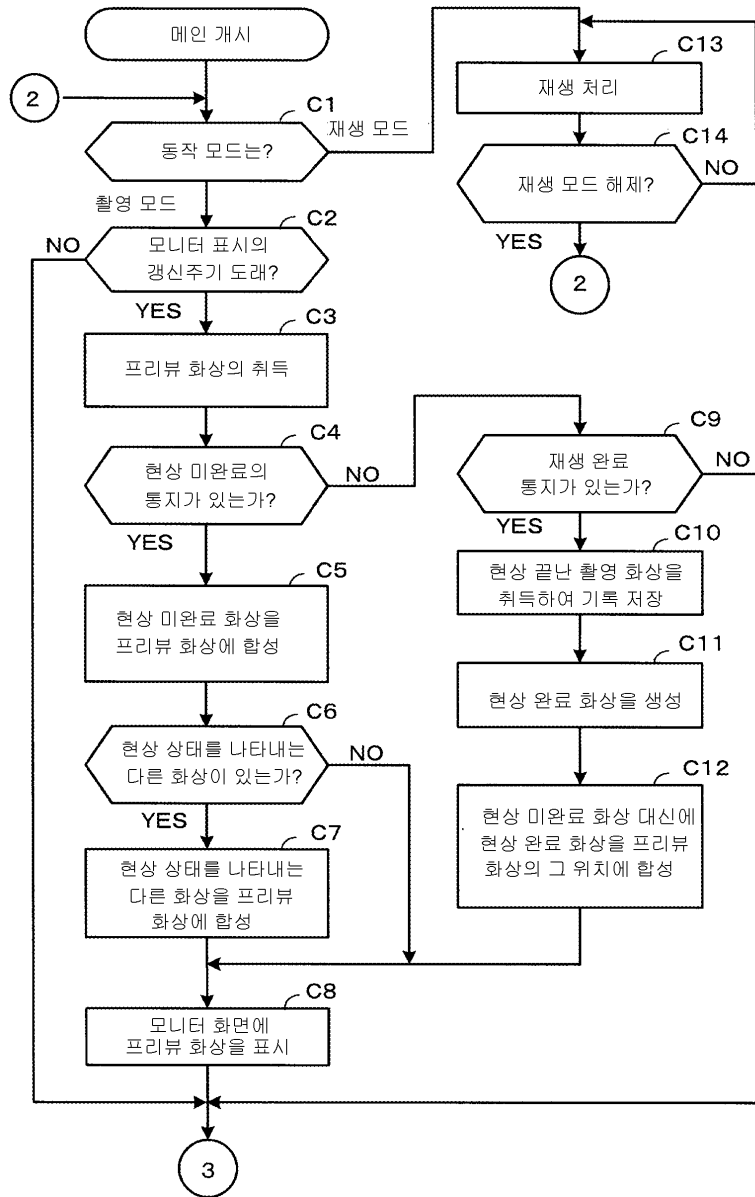 메인 개시
2
C1
동작 모드는?
재생 모드
촬영 모드
C2
모니터 표시의
갱신주기 도래?
NO
YES
C3
프리뷰 화상의 취득
C4
현상 미완료의
통지가 있는가?
NO
YES
C5
현상 미완료 화상을
프리뷰 화상에 합성
C6
현상 상태를 나타내는
다른 화상이 있는가?
NO
YES
C7
현상 상태를 나타내는
다른 화상을 프리뷰
화상에 합성
C8
모니터 화면에
프리뷰 화상을 표시
3
C13
재생 처리
C14
재생 모드 해제?
NO
YES
2
C9
재생 완료
통지가 있는가?
NO
YES
C10
현상 끝난 촬영 화상을
취득하여 기록 저장
C11
현상 완료 화상을 생성
C12
현상 미완료 화상 대신에
현상 완료 화상을 프리뷰
화상의 그 위치에 합성